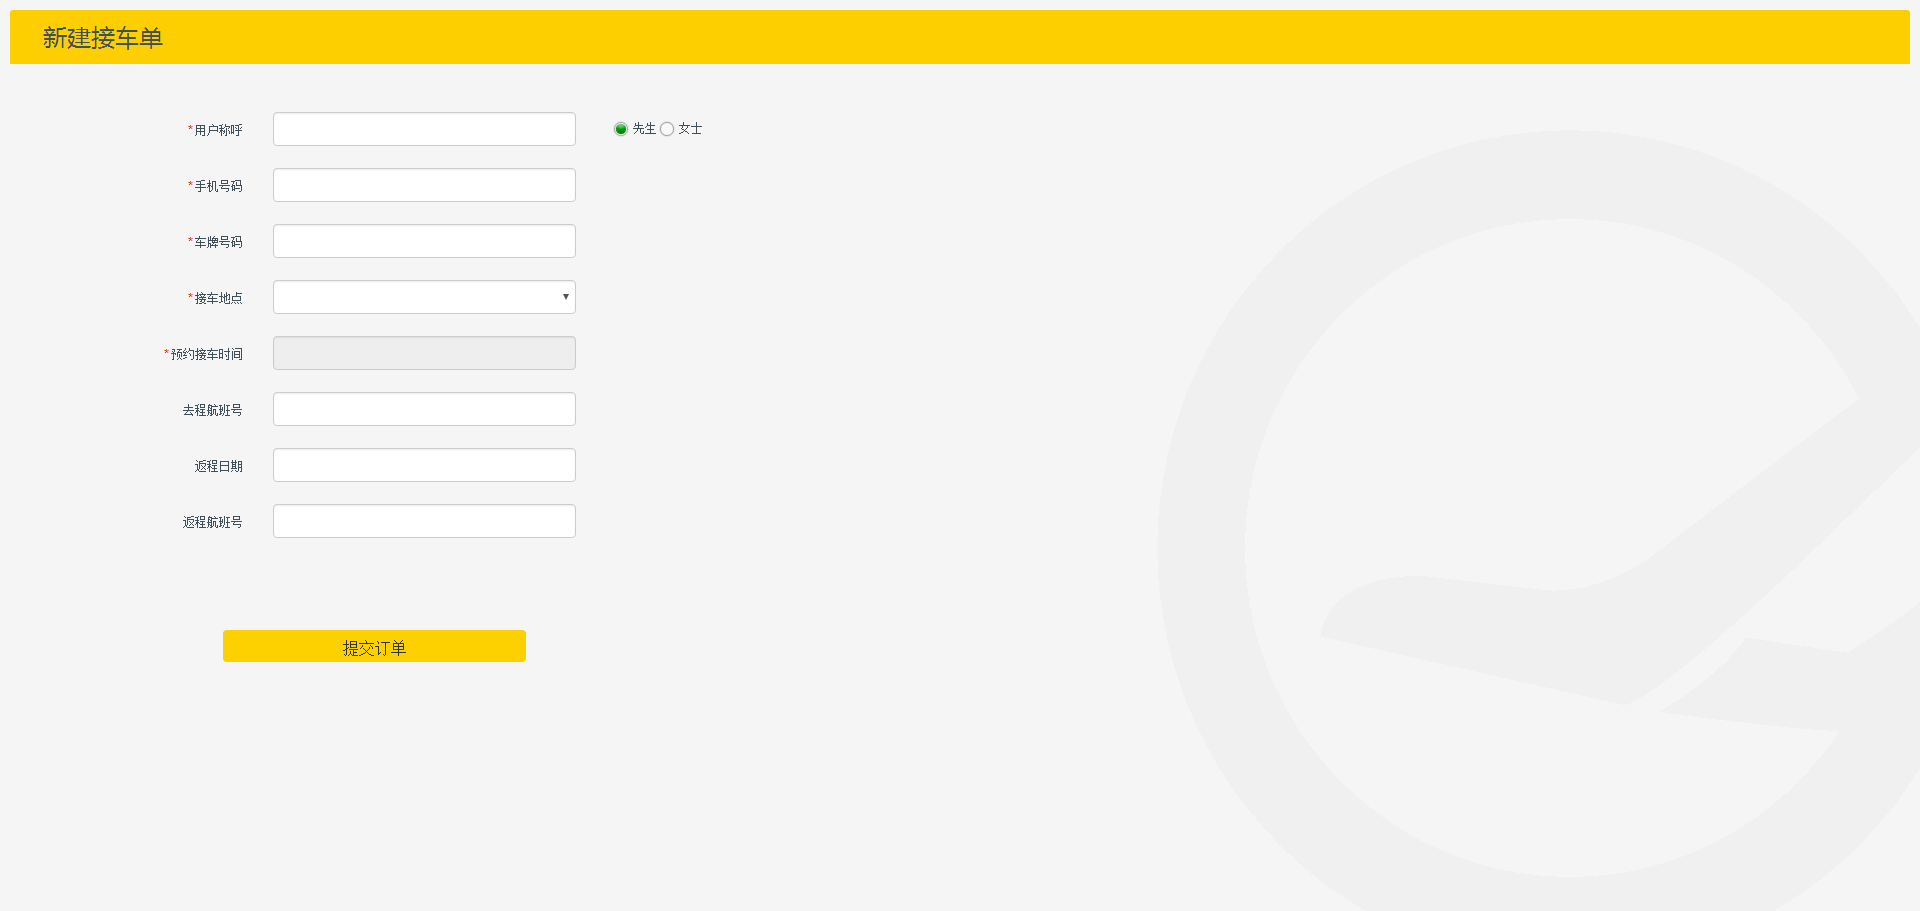 新建接车单
*用户称呼 先生 女士
*手机号码
*车牌号码
*接车地点
*预约接车时间
去程航班号
返程日期
返程航班号
提交订单